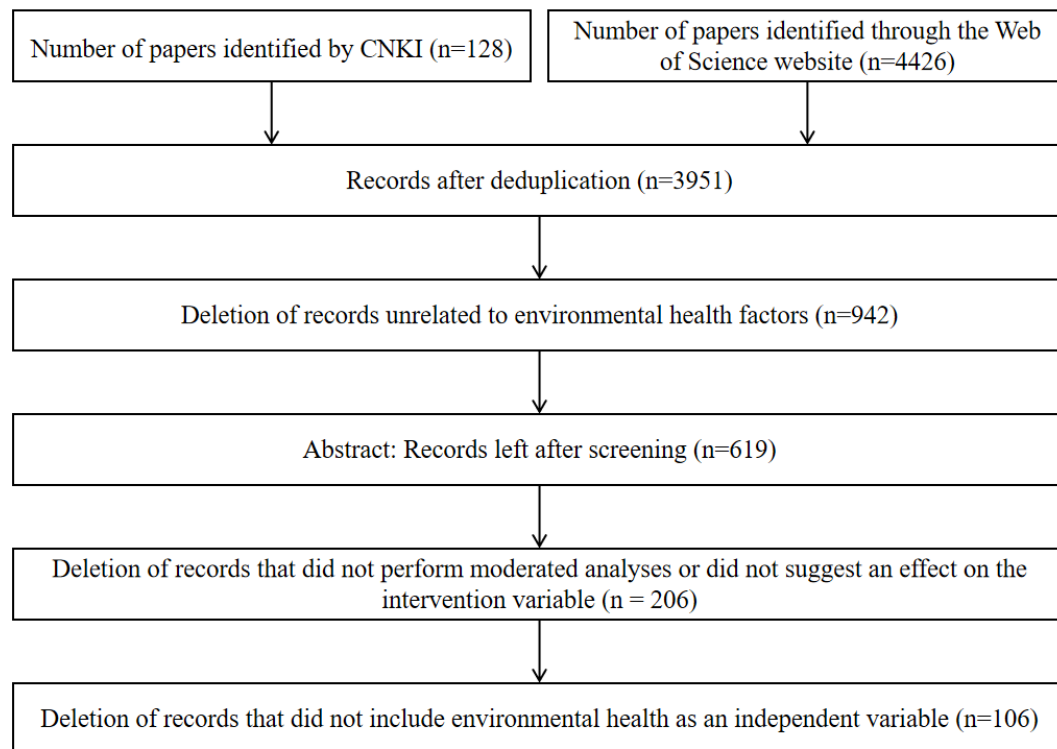 Number of papers identified by CNKI (n=128)
Number of papers identified through the Web
of Science website (n=4426)
Records after deduplication (n=3951)
Deletion of records unrelated to environmental health factors (n=942)
Abstract: Records left after screening (n=619)
Deletion of records that did not perform moderated analyses or did not suggest an effect on the
intervention variable (n = 206)
Deletion of records that did not include environmental health as an independent variable (n=106)